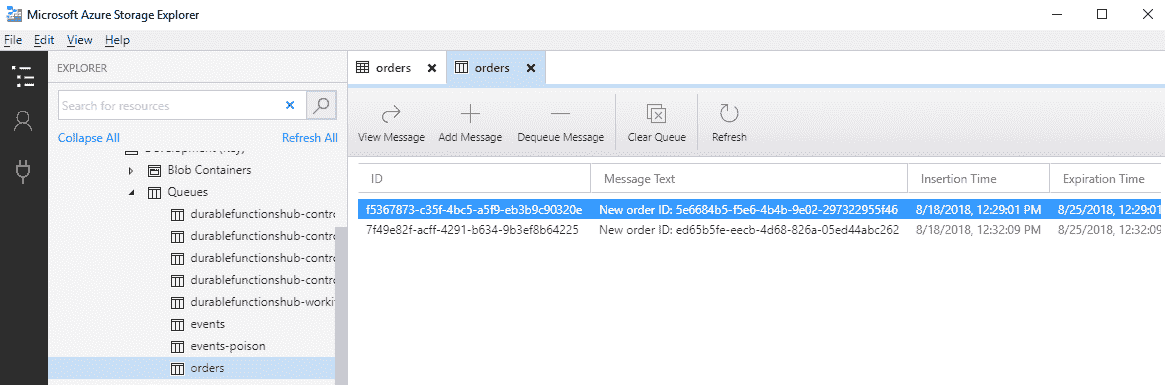 Microsoft Azure Storage Explorer
File Edit View Help
EXPLORER
Search for resources
Collapse All Refresh All
Development (Key)
Blob Containers
Queues
durablefunctionshub-contro
durablefunctionshub-contro
durablefunctionshub-contro
durablefunctionshub-contro
durablefunctionshub-workit
events
events-poison
orders
orders orders
View Message Add Message Dequeue Message Clear Queue Refresh
ID Message Text Insertion Time Expiration Time
f5367873-c35f-4bc5-a5f9-eb3b9c90320e New order ID: 5e6684b5-f5e6-4b4b-9e02-297322955f46 8/18/2018, 12:29:01 PM 8/25/2018, 12:29:01
7f49e82f-acff-4291-b634-9b3ef8b64225 New order ID: ed65b5fe-eecb-4d68-826a-05ed44abc262 8/18/2018, 12:32:09 PM 8/25/2018, 12:32:09